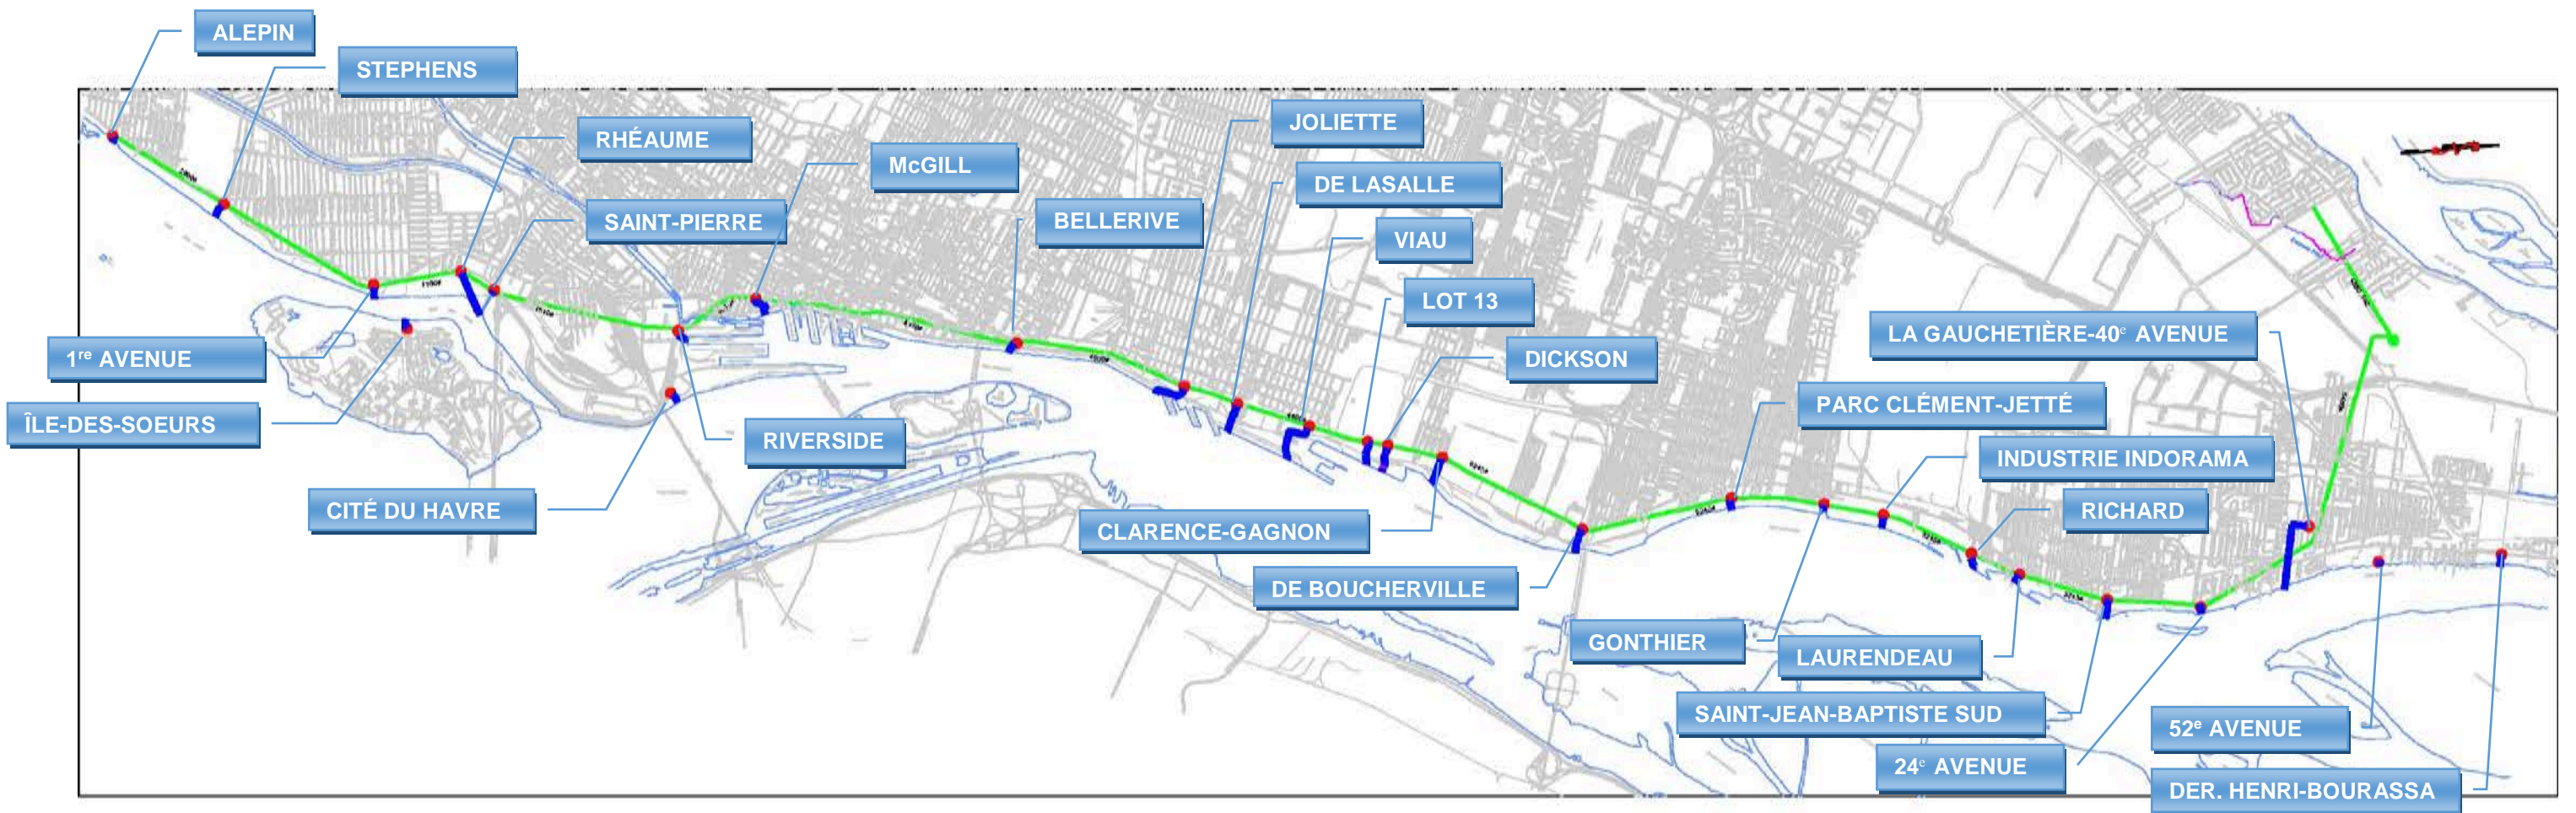 ALEPIN
STEPHENS
RHÉAUME
McGILL
SAINT-PIERRE
BELLERIVE
JOLIETTE
DE LASALLE
VIAU
LOT 13
DICKSON
1re AVENUE
ÎLE-DES-SOEURS
CITÉ DU HAVRE
RIVERSIDE
LA GAUCHETIÈRE-40e AVENUE
PARC CLÉMENT-JETTÉ
INDUSTRIE INDORAMA
RICHARD
CLARENCE-GAGNON
DE BOUCHERVILLE
GONTHIER
LAURENDEAU
SAINT-JEAN-BAPTISTE SUD
24e AVENUE
52e AVENUE
DER. HENRI-BOURASSA